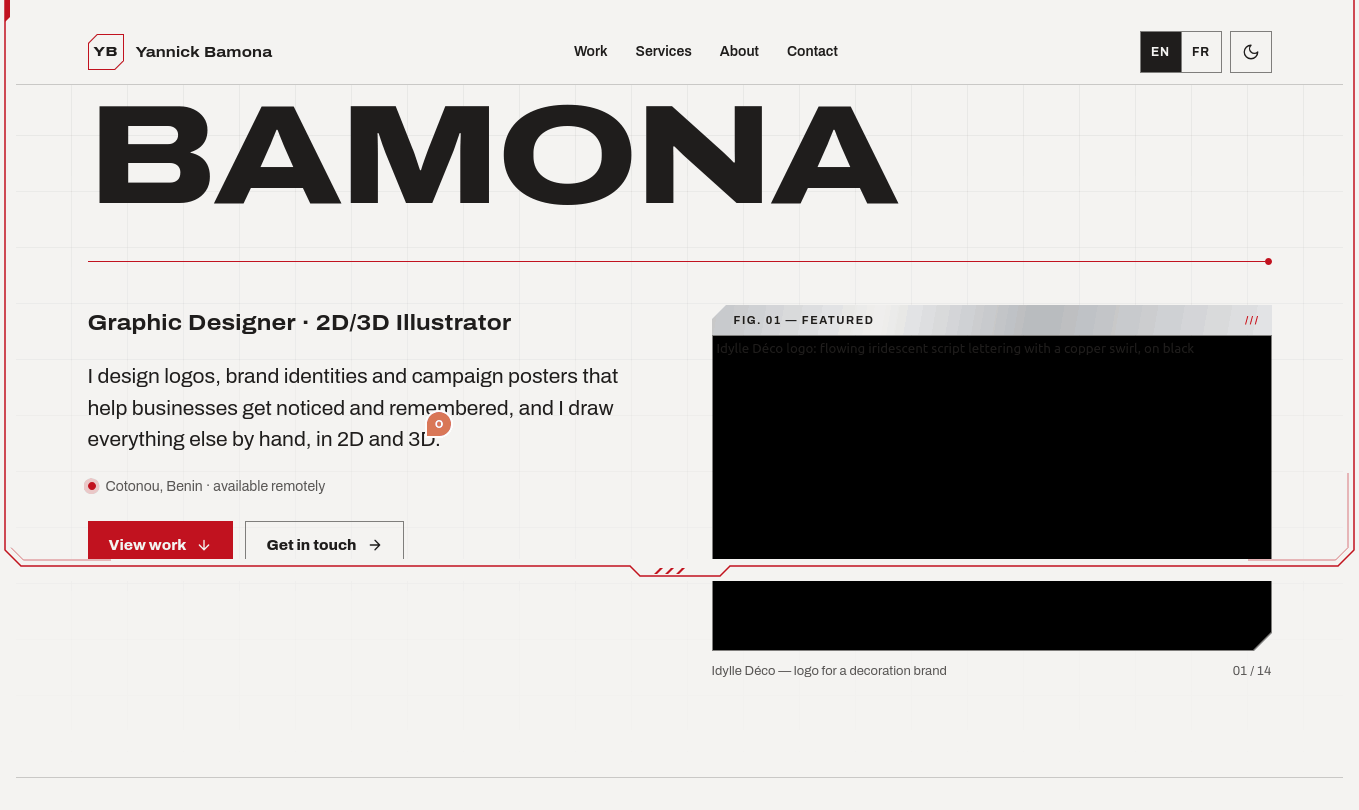 YB
Yannick Bamona
Work
Services
About
Contact
EN
FR
BAMONA
Graphic Designer · 2D/3D Illustrator
I design logos, brand identities and campaign posters that
help businesses get noticed and remembered, and I draw
everything else by hand, in 2D and 3D.
O
Cotonou, Benin · available remotely
View work
Get in touch
FIG. 01 — FEATURED
///
Idylle Déco logo: flowing iridescent script lettering with a copper swirl, on black
Idylle Déco — logo for a decoration brand
01 / 14